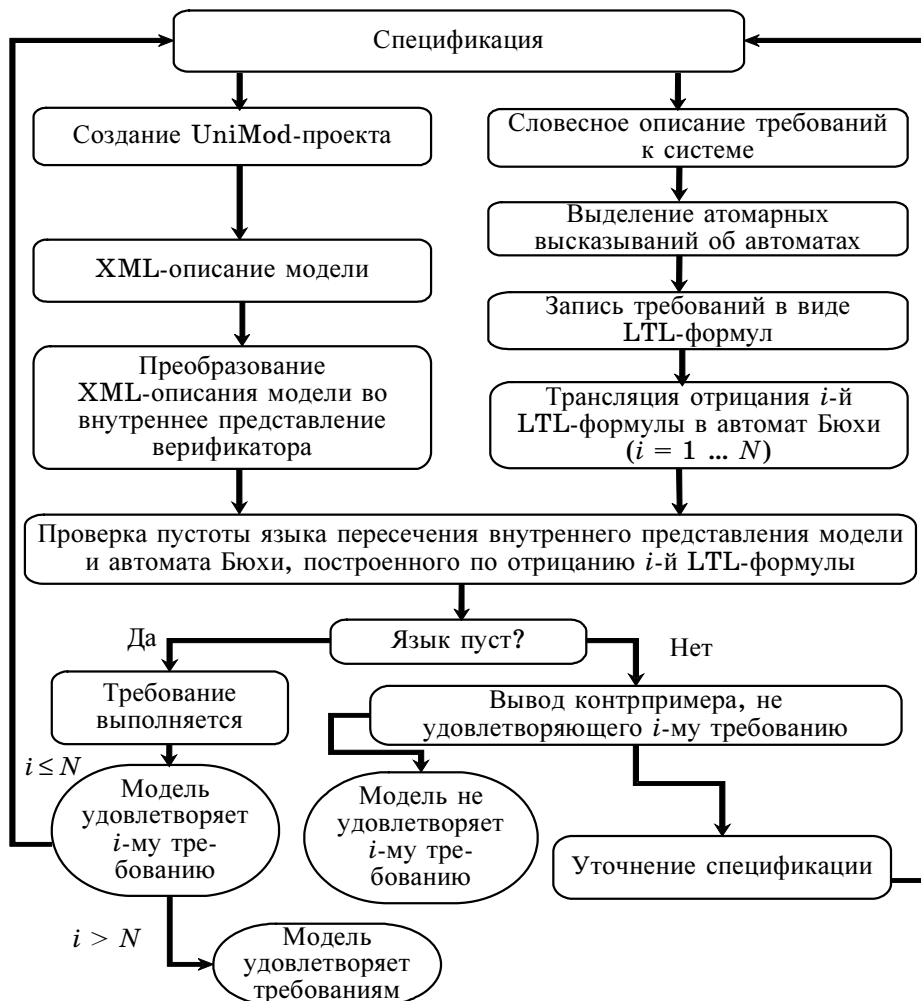 Спецификация
Создание UniMod-проекта
Словесное описание требований
к системе
Выделение атомарных
высказываний об автоматах
XML-описание модели
Запись требований в виде
LTL-формул
Преобразование
XML-описания модели во
внутреннее представление
верификатора
Трансляция отрицания i-й
LTL-формулы в автомат Бюхи
(i = 1 ... N)
Проверка пустоты языка пересечения внутреннего представления модели
и автомата Бюхи, построенного по отрицанию i-й LTL-формулы
Да
Язык пуст?
Нет
Требование
выполняется
Вывод контрпримера, не
удовлетворяющего i-му требованию
i ≤ N
Модель
удовлетворяет
i-му тре-
бованию
Модель не
удовлетворяет
i-му тре-
бованию
Уточнение спецификации
i > N
Модель
удовлетворяет
требованиям